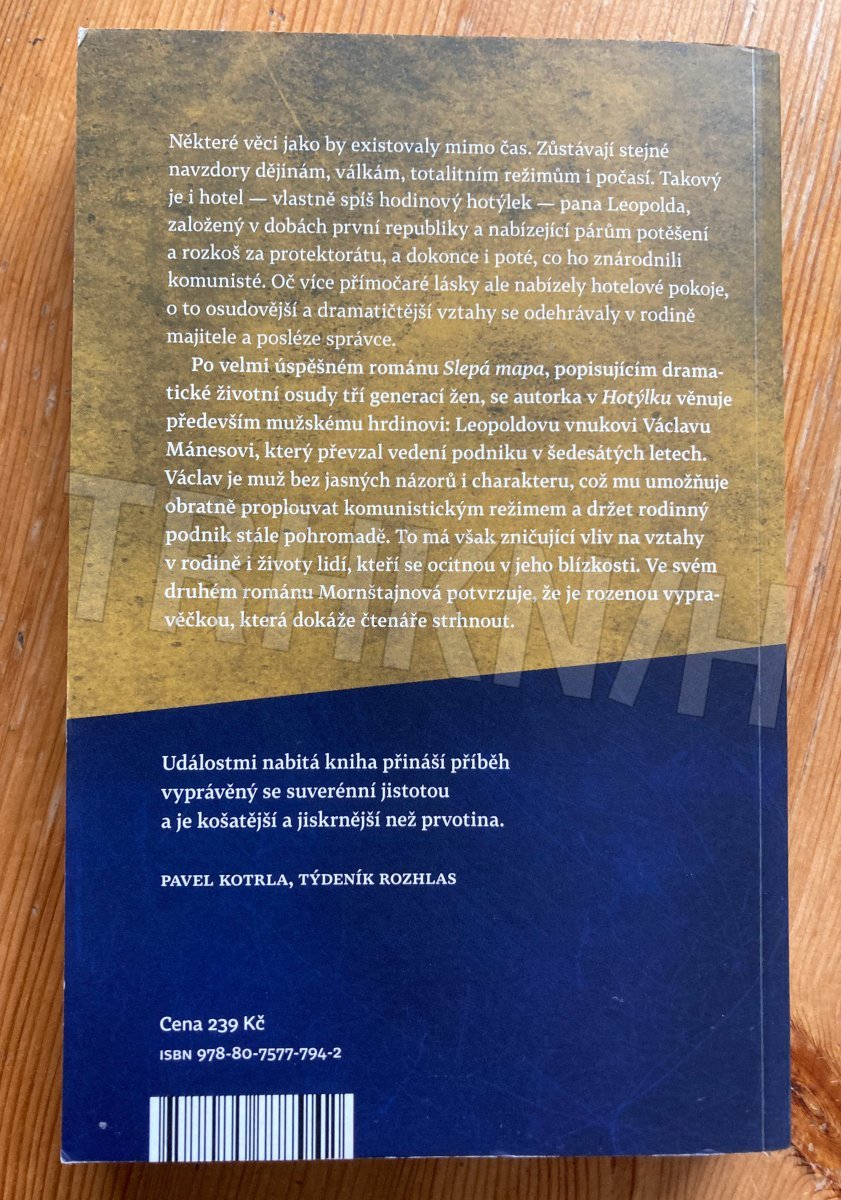 Některé věci jako by existovaly mimo čas. Zůstávají stejné
navzdory dějinám, válkám, totalitním režimům i počasí. Takový
je i hotel — vlastně spíš hodinový hotýlek — pana Leopolda,
založený v dobách první republiky a nabízející párům potěšení
a rozkoš za protektorátu, a dokonce i poté, co ho znárodnili
komunisté. Oč více přímočaré lásky ale nabízely hotelové pokoje,
o to osudovější a dramatičtější vztahy se odehrávaly v rodině
majitele a posléze správce.
Po velmi úspěšném románu Slepá mapa, popisujícím drama-
tické životní osudy tří generací žen, se autorka v Hotýlku věnuje
především mužskému hrdinovi: Leopoldovu vnukovi Václavu
Mánesovi, který převzal vedení podniku v šedesátých letech.
Václav je muž bez jasných názorů i charakteru, což mu umožňuje
obratně proplouvat komunistickým režimem a držet rodinný
podnik stále pohromadě. To má však zničující vliv na vztahy
v rodině i životy lidí, kteří se ocitnou v jeho blízkosti. Ve svém
druhém románu Mornštajnová potvrzuje, že je rozenou vypra-
věčkou, která dokáže čtenáře strhnout.
TRHKNIH
Událostmi nabitá kniha přináší příběh
vyprávěný se suverénní jistotou
a je košatější a jiskrnější než prvotina.
PAVEL KOTRLA, TÝDENÍK ROZHLAS
Cena 239 Kč
ISBN 978-80-7577-794-2